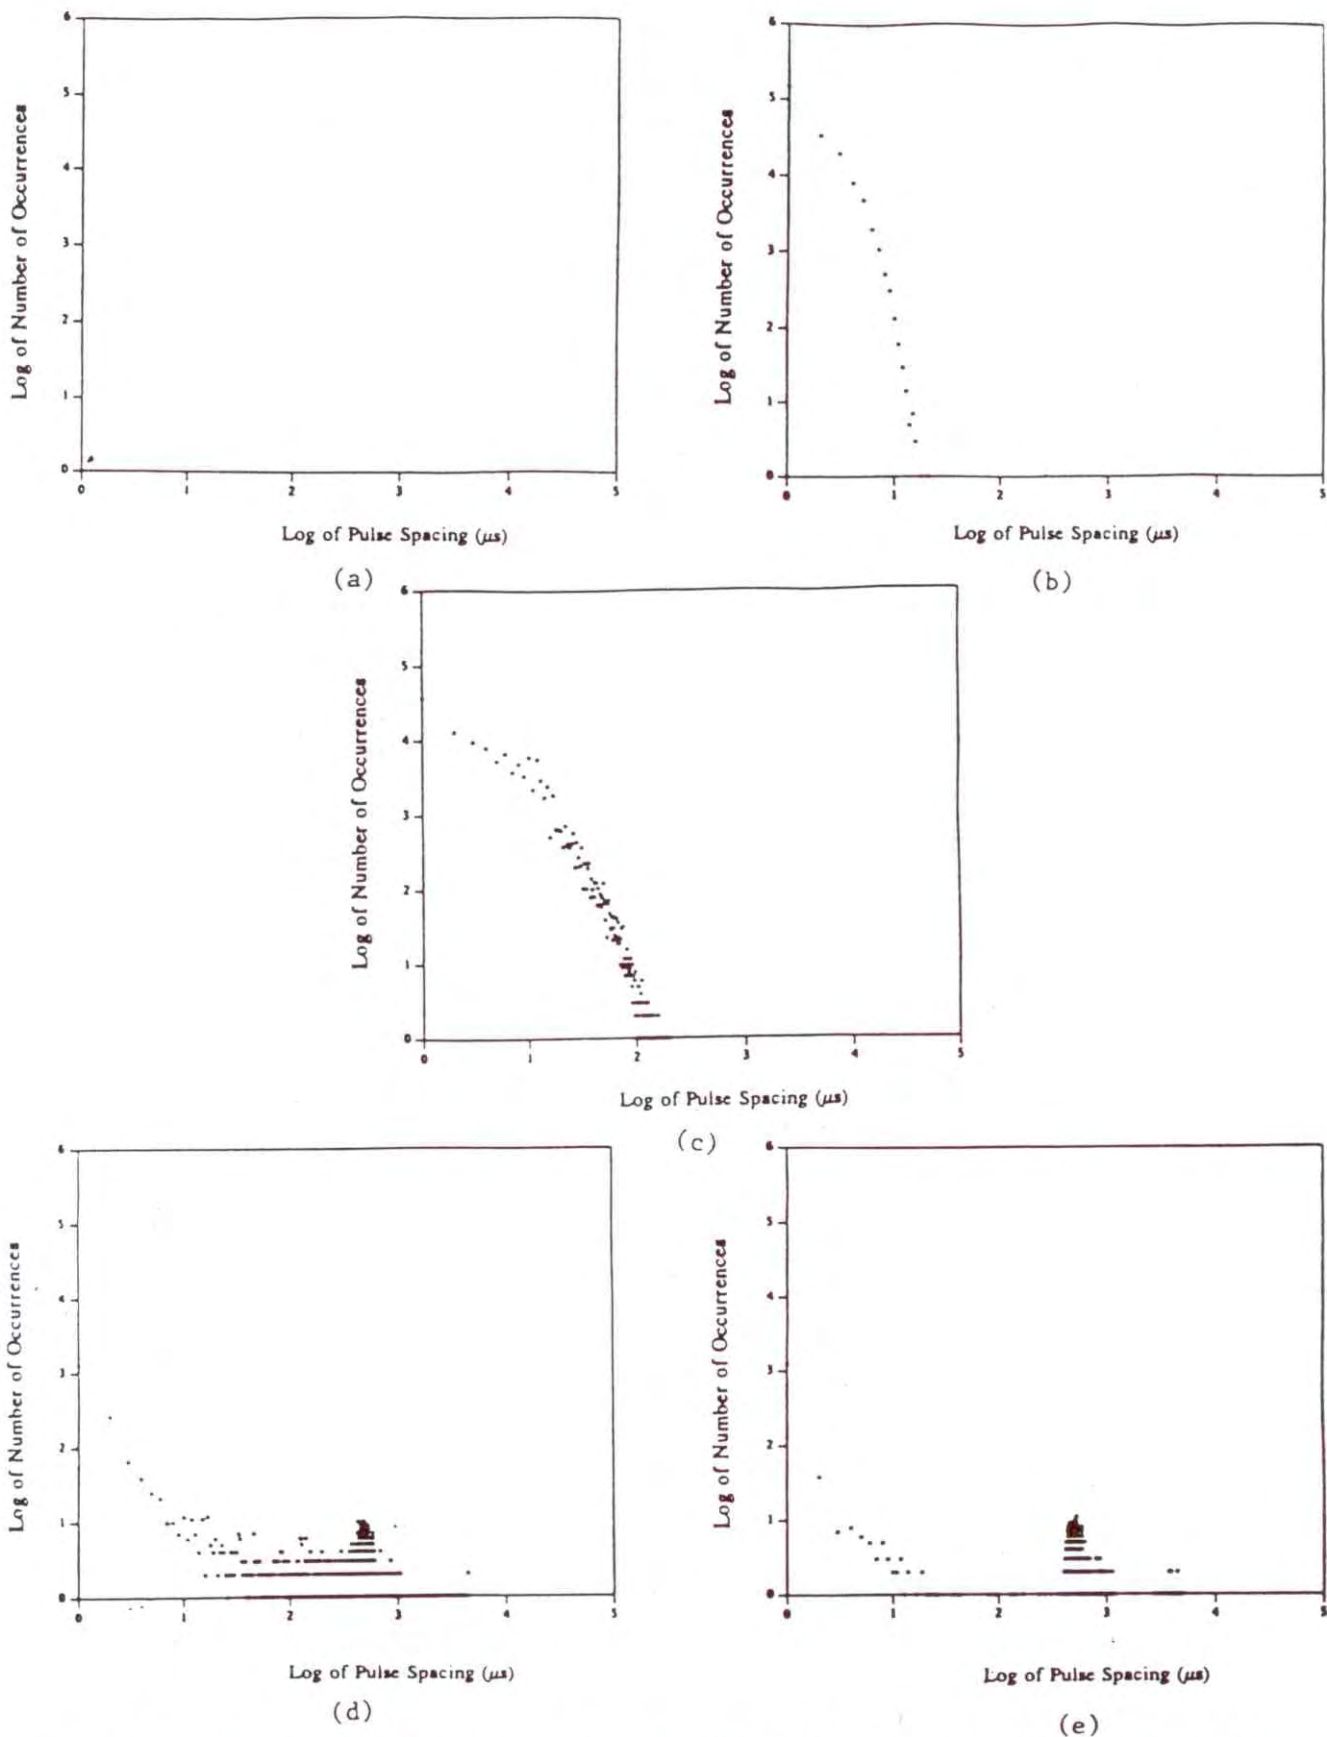 6
5
4
3
2
1
0
Log of Number of Occurrences
0 1 2 3 4 5
Log of Pulse Spacing (μs)
(a)
6
5
4
3
2
1
0
Log of Number of Occurrences
0 1 2 3 4 5
Log of Pulse Spacing (μs)
(b)
6
5
4
3
2
1
0
Log of Number of Occurrences
0 1 2 3 4 5
Log of Pulse Spacing (μs)
(c)
6
5
4
3
2
1
0
Log of Number of Occurrences
0 1 2 3 4 5
Log of Pulse Spacing (μs)
(d)
6
5
4
3
2
1
0
Log of Number of Occurrences
0 1 2 3 4 5
Log of Pulse Spacing (μs)
(e)